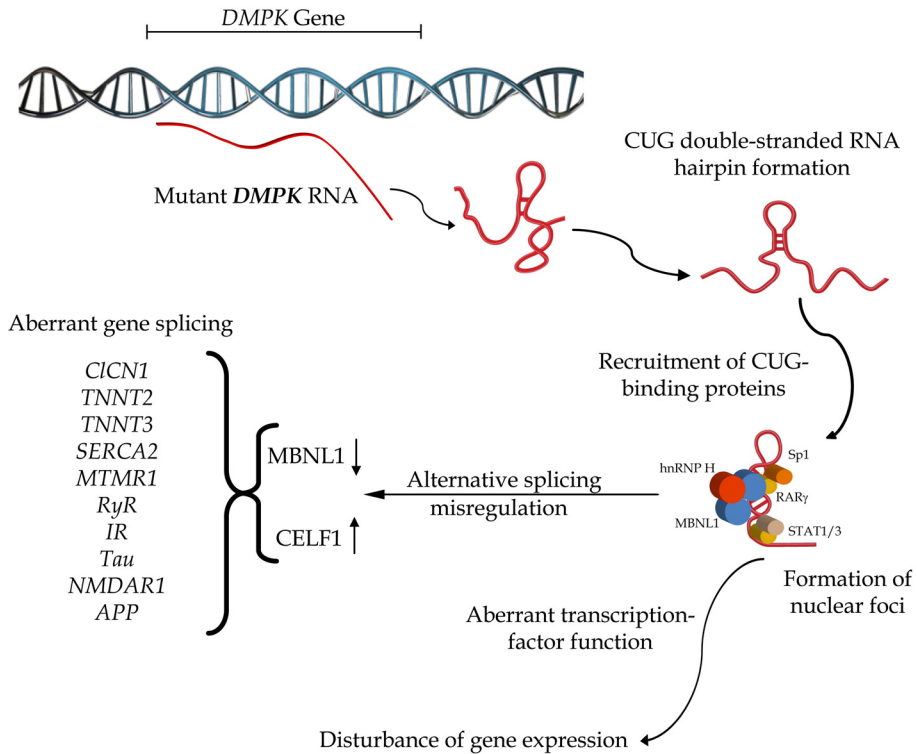 DMPK Gene
CUG double-stranded RNA
hairpin formation
Mutant DMPK RNA
Aberrant gene splicing
ClCN1
TNNT2
TNNT3
SERCA2
MTMR1
RyR
IR
Tau
NMDAR1
APP
MBNL1
CELF1
Alternative splicing
misregulation
Recruitment of CUG-
binding proteins
Sp1
hnRNP H
RARγ
MBNL1
STAT1/3
Formation of
nuclear foci
Aberrant transcription-
factor function
Disturbance of gene expression